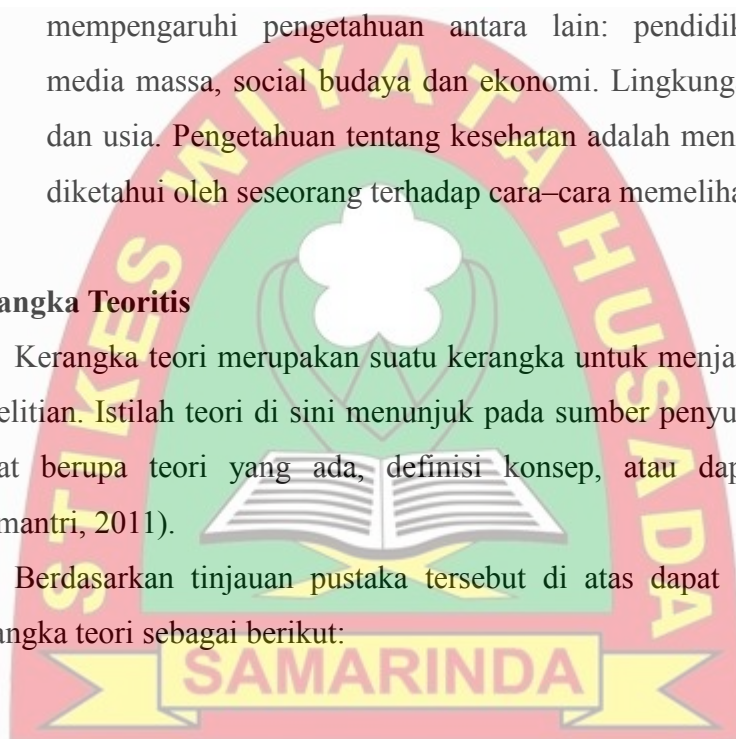 mempengaruhi pengetahuan antara lain: pendidik
media massa, social budaya dan ekonomi. Lingkung
dan usia. Pengetahuan tentang kesehatan adalah men
diketahui oleh seseorang terhadap cara–cara memeliha
angka Teoritis
Kerangka teori merupakan suatu kerangka untuk menja
elitian. Istilah teori di sini menunjuk pada sumber penyu
at berupa teori yang ada, definisi konsep, atau dap
mantri, 2011).
Berdasarkan tinjauan pustaka tersebut di atas dapat
angka teori sebagai berikut:
STIKES WIYATA HUSADA
SAMARINDA